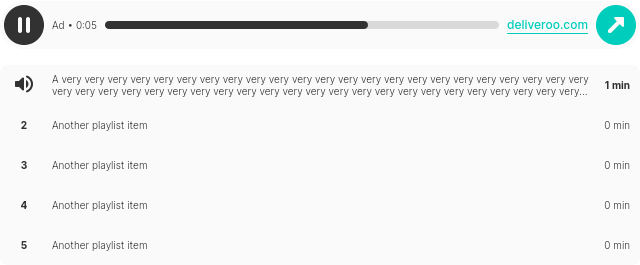 Ad • 0:05
deliveroo.com
A very very very very very very very very very very very very very very very very very very very very very very very
very very very very very very very very very very very very very very very very very very very very very very very...
1 min
2 Another playlist item 0 min
3 Another playlist item 0 min
4 Another playlist item 0 min
5 Another playlist item 0 min